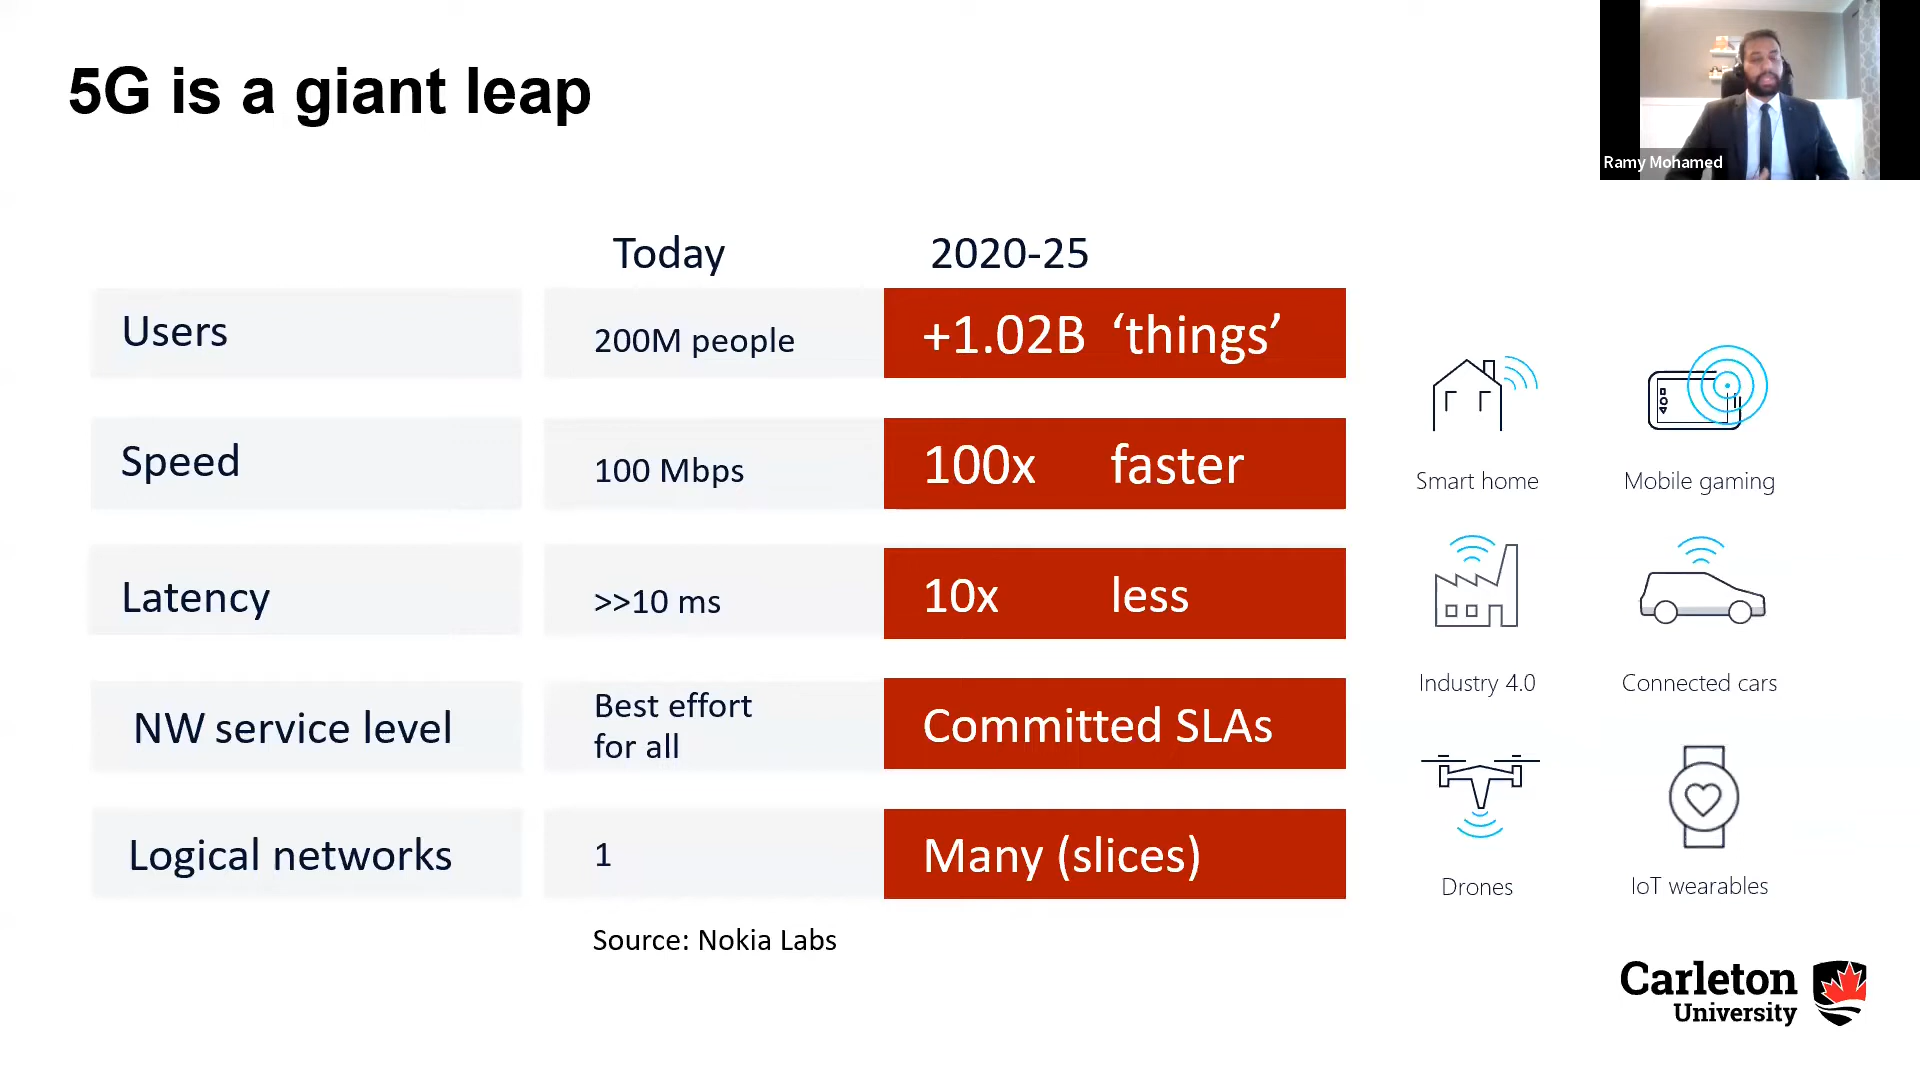 5G is a giant leap
Ramy Mohamed
Today 2020-25
Users 200M people +1.02B ‘things’
Speed 100 Mbps 100x faster
Latency >>10 ms 10x less
NW service level Best effort for all Committed SLAs
Logical networks 1 Many (slices)
Source: Nokia Labs
Smart home Mobile gaming
Industry 4.0 Connected cars
Drones IoT wearables
Carleton
University